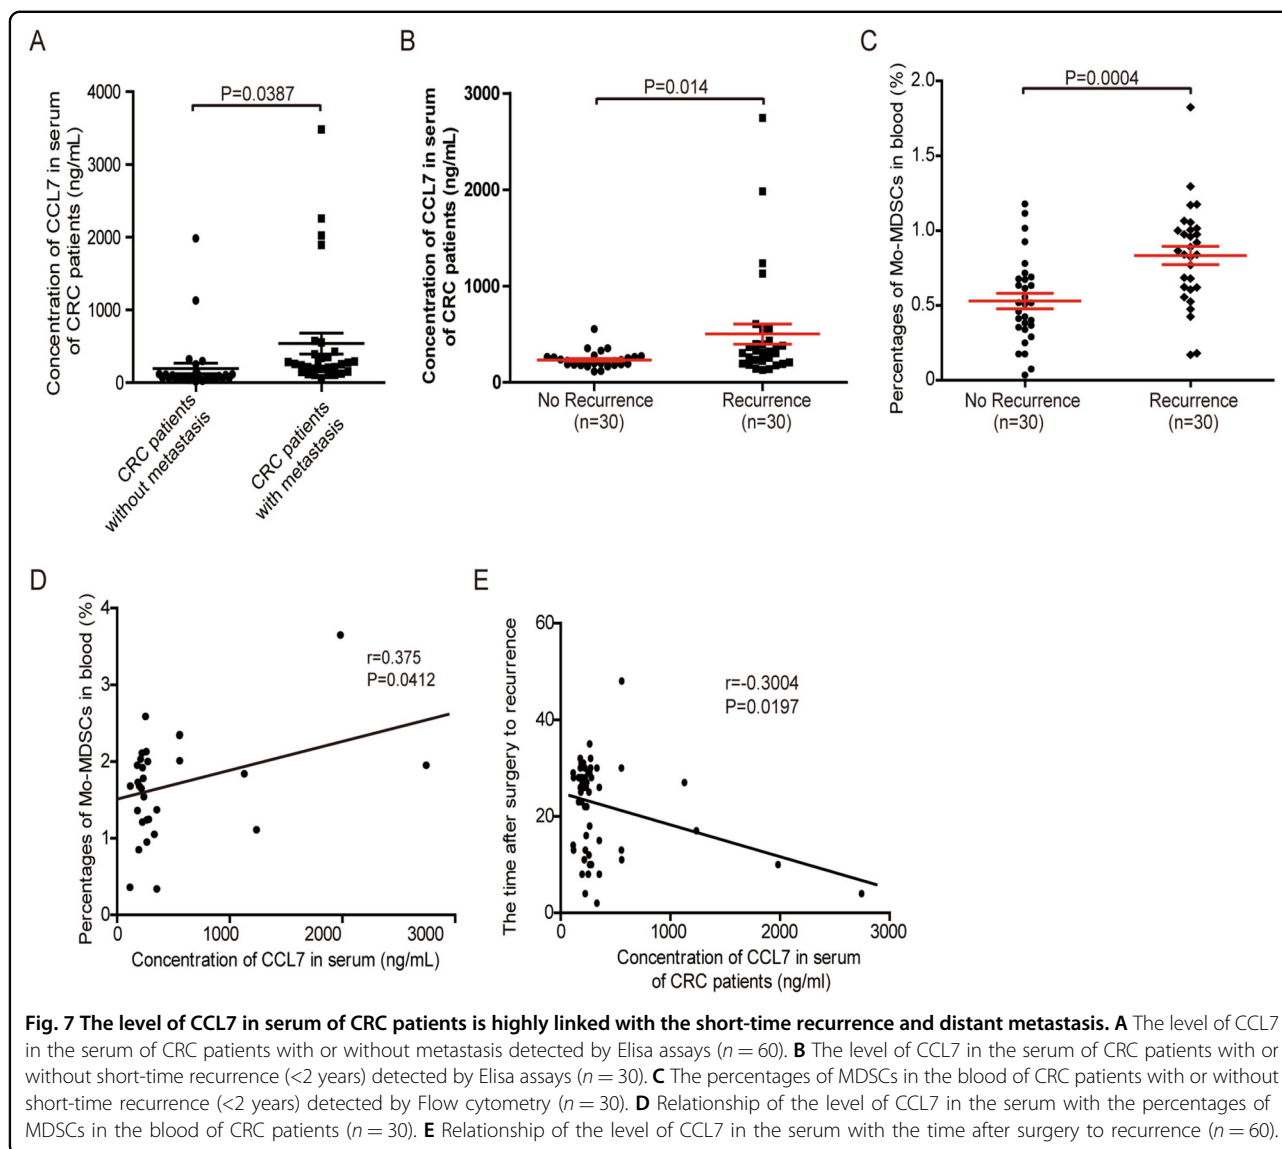 A
Concentration of CCL7 in serum
of CRC patients (ng/mL)
4000
3000
2000
1000
0
P=0.0387
CRC patients
without metastasis
CRC patients
with metastasis
B
Concentration of CCL7 in serum
of CRC patients (ng/mL)
3000
2000
1000
0
P=0.014
No Recurrence
(n=30)
Recurrence
(n=30)
C
Percentages of Mo-MDSCs in blood (%)
2.0
1.5
1.0
0.5
0
P=0.0004
No Recurrence
(n=30)
Recurrence
(n=30)
D
Percentages of Mo-MDSCs in blood (%)
4
3
2
1
0
r=0.375
P=0.0412
0 1000 2000 3000
Concentration of CCL7 in serum (ng/mL)
E
The time after surgery to recurrence
60
40
20
0
r=-0.3004
P=0.0197
0 1000 2000 3000
Concentration of CCL7 in serum
of CRC patients (ng/ml)
Fig. 7 The level of CCL7 in serum of CRC patients is highly linked with the short-time recurrence and distant metastasis. A The level of CCL7
in the serum of CRC patients with or without metastasis detected by Elisa assays (n = 60). B The level of CCL7 in the serum of CRC patients with or
without short-time recurrence (<2 years) detected by Elisa assays (n = 30). C The percentages of MDSCs in the blood of CRC patients with or without
short-time recurrence (<2 years) detected by Flow cytometry (n = 30). D Relationship of the level of CCL7 in the serum with the percentages of
MDSCs in the blood of CRC patients (n = 30). E Relationship of the level of CCL7 in the serum with the time after surgery to recurrence (n = 60).